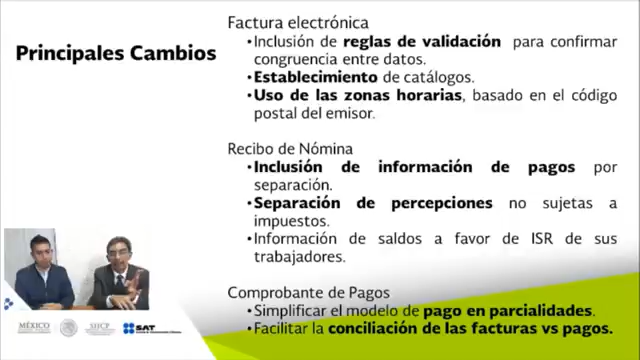 Factura electrónica
Principales Cambios
•Inclusión de reglas de validación para confirmar
congruencia entre datos.
•Establecimiento de catálogos.
•Uso de las zonas horarias, basado en el código
postal del emisor.
Recibo de Nómina
•Inclusión de información de pagos por
separación.
•Separación de percepciones no sujetas a
impuestos.
•Información de saldos a favor de ISR de sus
trabajadores.
Comprobante de Pagos
•Simplificar el modelo de pago en parcialidades.
•Facilitar la conciliación de las facturas vs pagos.
MÉXICO
SHCP
SAT